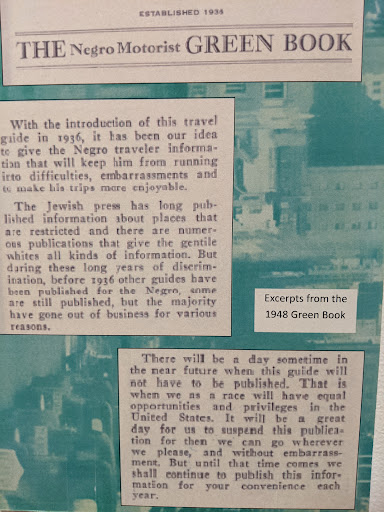 ESTABLISHED 1936
THE Negro Motorist GREEN BOOK
With the introduction of this travel
guide in 1936, it has been our idea
to give the Negro traveler informa-
tion that will keep him from running
into difficulties, embarrassments and
to make his trips more enjoyable.
The Jewish press has long pub-
lished information about places that
are restricted and there are numer-
ous publications that give the gentile
whites all kinds of information. But
during these long years of discrim-
ination, before 1936 other guides have
been published for the Negro, some
are still published, but the majority
have gone out of business for various
reasons.
Excerpts from the
1948 Green Book
There will be a day sometime in
the near future when this guide will
not have to be published. That is
when we as a race will have equal
opportunities and privileges in the
United States. It will be a great
day for us to suspend this publica-
tion for then we can go wherever
we please, and without embarrass-
ment. But until that time comes we
shall continue to publish this infor-
mation for your convenience each
year.